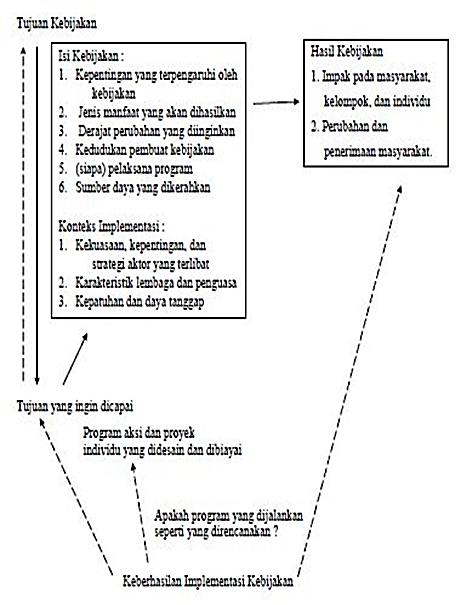 Tujuan Kebijakan
Isi Kebijakan :
1. Kepentingan yang terpengaruhi oleh
kebijakan
2. Jenis manfaat yang akan dihasilkan
3. Derajat perubahan yang diinginkan
4. Kedudukan pembuat kebijakan
5. (siapa) pelaksana program
6. Sumber daya yang dikerahkan
Konteks Implementasi :
1. Kekuasaan, kepentingan, dan
strategi aktor yang terlibat
2. Karakteristik lembaga dan penguasa
3. Kepatuhan dan daya tanggap
Hasil Kebijakan
1. Impak pada masyarakat,
kelompok, dan individu
2. Perubahan dan
penerimaan masyarakat.
Tujuan yang ingin dicapai
Program aksi dan proyek
individu yang didesain dan dibiayai
Apakah program yang dijalankan
seperti yang direncanakan ?
Keberhasilan Implementasi Kebijakan